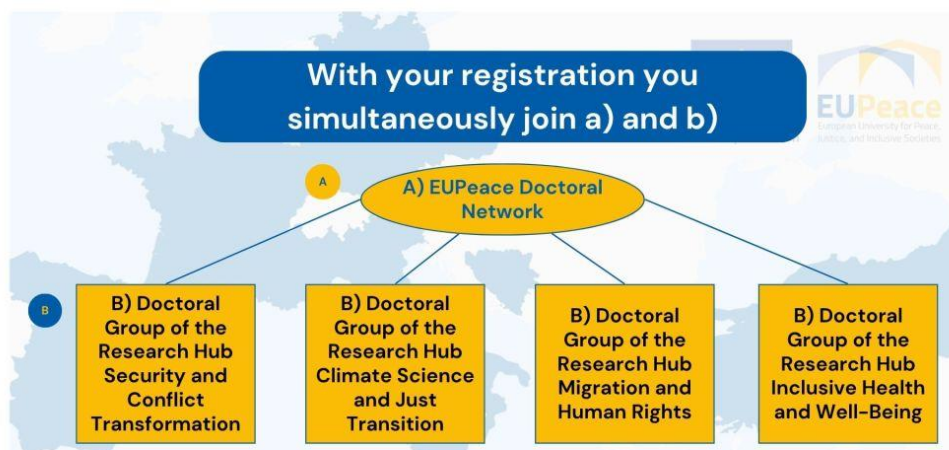 With your registration you
simultaneously join a) and b)
EUPeace
European University for Peace,
Justice, and Inclusive Societies
A
A) EUPeace Doctoral
Network
B
B) Doctoral
Group of the
Research Hub
Security and
Conflict
Transformation
B) Doctoral
Group of the
Research Hub
Climate Science
and Just
Transition
B) Doctoral
Group of the
Research Hub
Migration and
Human Rights
B) Doctoral
Group of the
Research Hub
Inclusive Health
and Well-Being